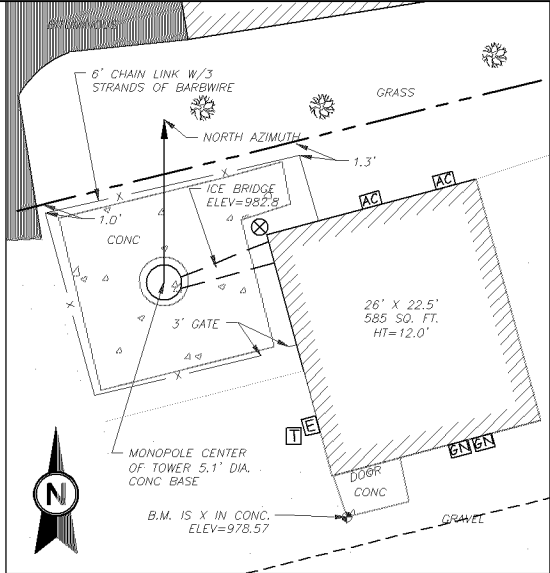 BITUMINOUS
6' CHAIN LINK W/3
STRANDS OF BARBWIRE
GRASS
NORTH AZIMUTH
1.3'
ICE BRIDGE
ELEV=982.8
AC
AC
1.0'
CONC
26' X 22.5'
585 SQ. FT.
HT=12.0'
3' GATE
T
E
GN
GN
MONOPOLE CENTER
OF TOWER 5.1' DIA.
CONC BASE
DOOR
CONC
N
B.M. IS X IN CONC.
ELEV=978.57
GRAVEL